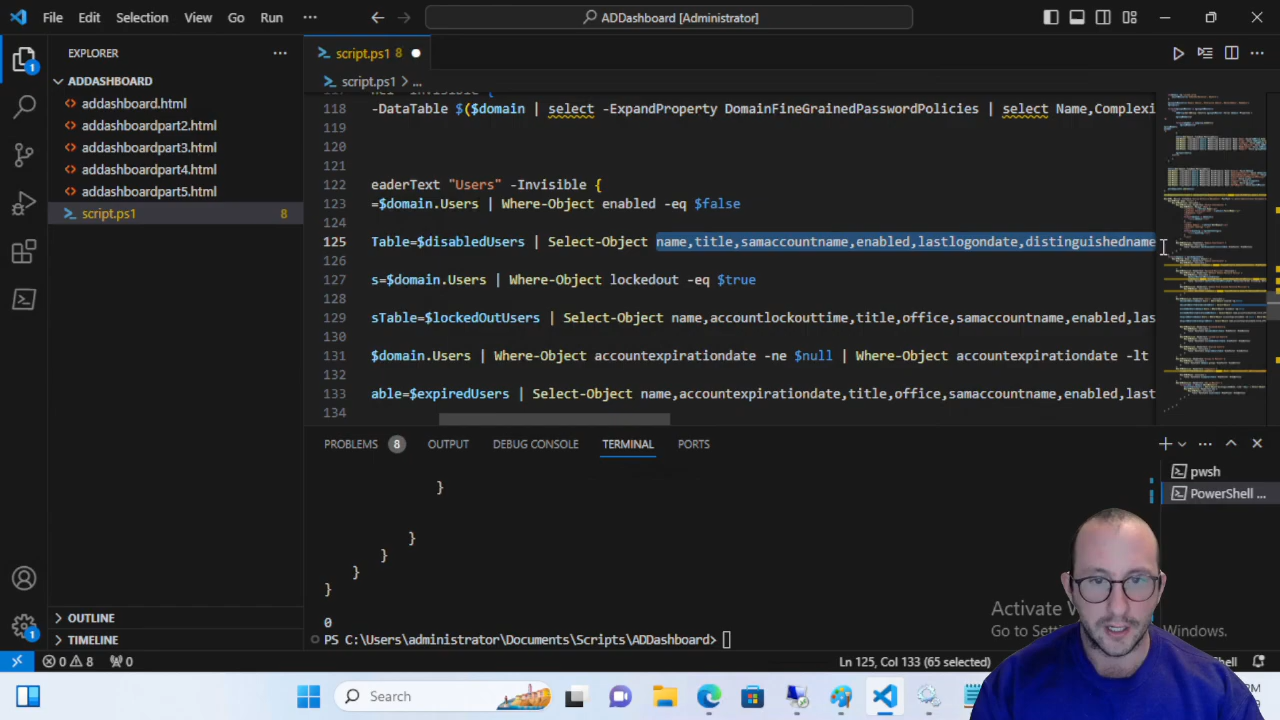 File Edit Selection View Go Run ··· ADDashboard [Administrator]
EXPLORER ···
script.ps1 8
ADDASHBOARD
script.ps1 > ...
addashboard.html
addashboardpart2.html
addashboardpart3.html
addashboardpart4.html
addashboardpart5.html
script.ps1 8
118 -DataTable $($domain | select -ExpandProperty DomainFineGrainedPasswordPolicies | select Name,Complexi
119
120
121
122 eaderText "Users" -Invisible {
123 =$domain.Users | Where-Object enabled -eq $false
124
125 Table=$disabledUsers | Select-Object name,title,samaccountname,enabled,lastlogondate,distinguishedname
126
127 s=$domain.Users | Where-Object lockedout -eq $true
128
129 sTable=$lockedOutUsers | Select-Object name,accountlockouttime,title,office,samaccountname,enabled,las
130
131 $domain.Users | Where-Object accountexpirationdate -ne $null | Where-Object accountexpirationdate -lt
132
133 able=$expiredUsers | Select-Object name,accountexpirationdate,title,office,samaccountname,enabled,last
134
PROBLEMS 8 OUTPUT DEBUG CONSOLE TERMINAL PORTS
pwsh
PowerShell ...
}
}
}
}
}
0
PS C:\Users\administrator\Documents\Scripts\ADDashboard>
OUTLINE
TIMELINE
Activate W
Go to Sett Windows.
0 8 0 Ln 125, Col 133 (65 selected)
Search